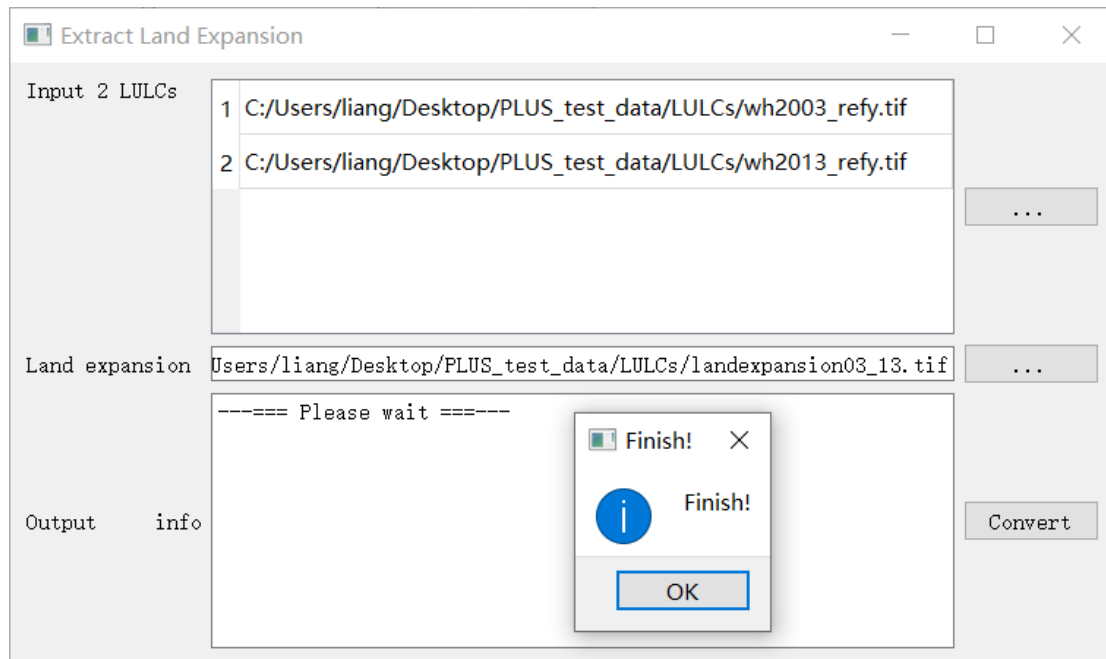 Extract Land Expansion
Input 2 LULCs
1 C:/Users/liang/Desktop/PLUS_test_data/LULCs/wh2003_refy.tif
2 C:/Users/liang/Desktop/PLUS_test_data/LULCs/wh2013_refy.tif
...
Land expansion Users/liang/Desktop/PLUS_test_data/LULCs/landexpansion03_13.tif ...
---=== Please wait ===---
Finish!
Finish!
Output info
Convert
OK